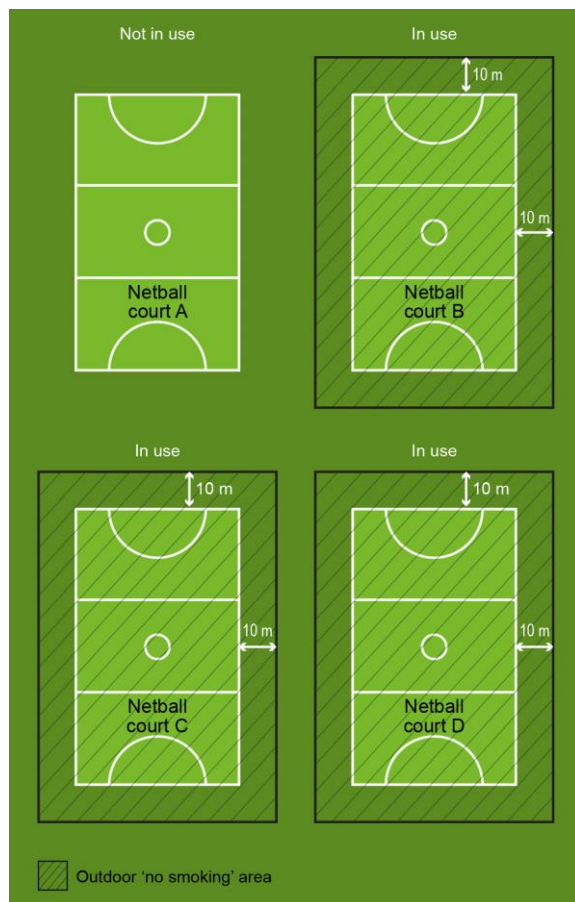 Not in use
In use
10 m
10 m
Netball
court A
Netball
court B
In use
In use
10 m
10 m
10 m
10 m
Netball
court C
Netball
court D
Outdoor ‘no smoking’ area